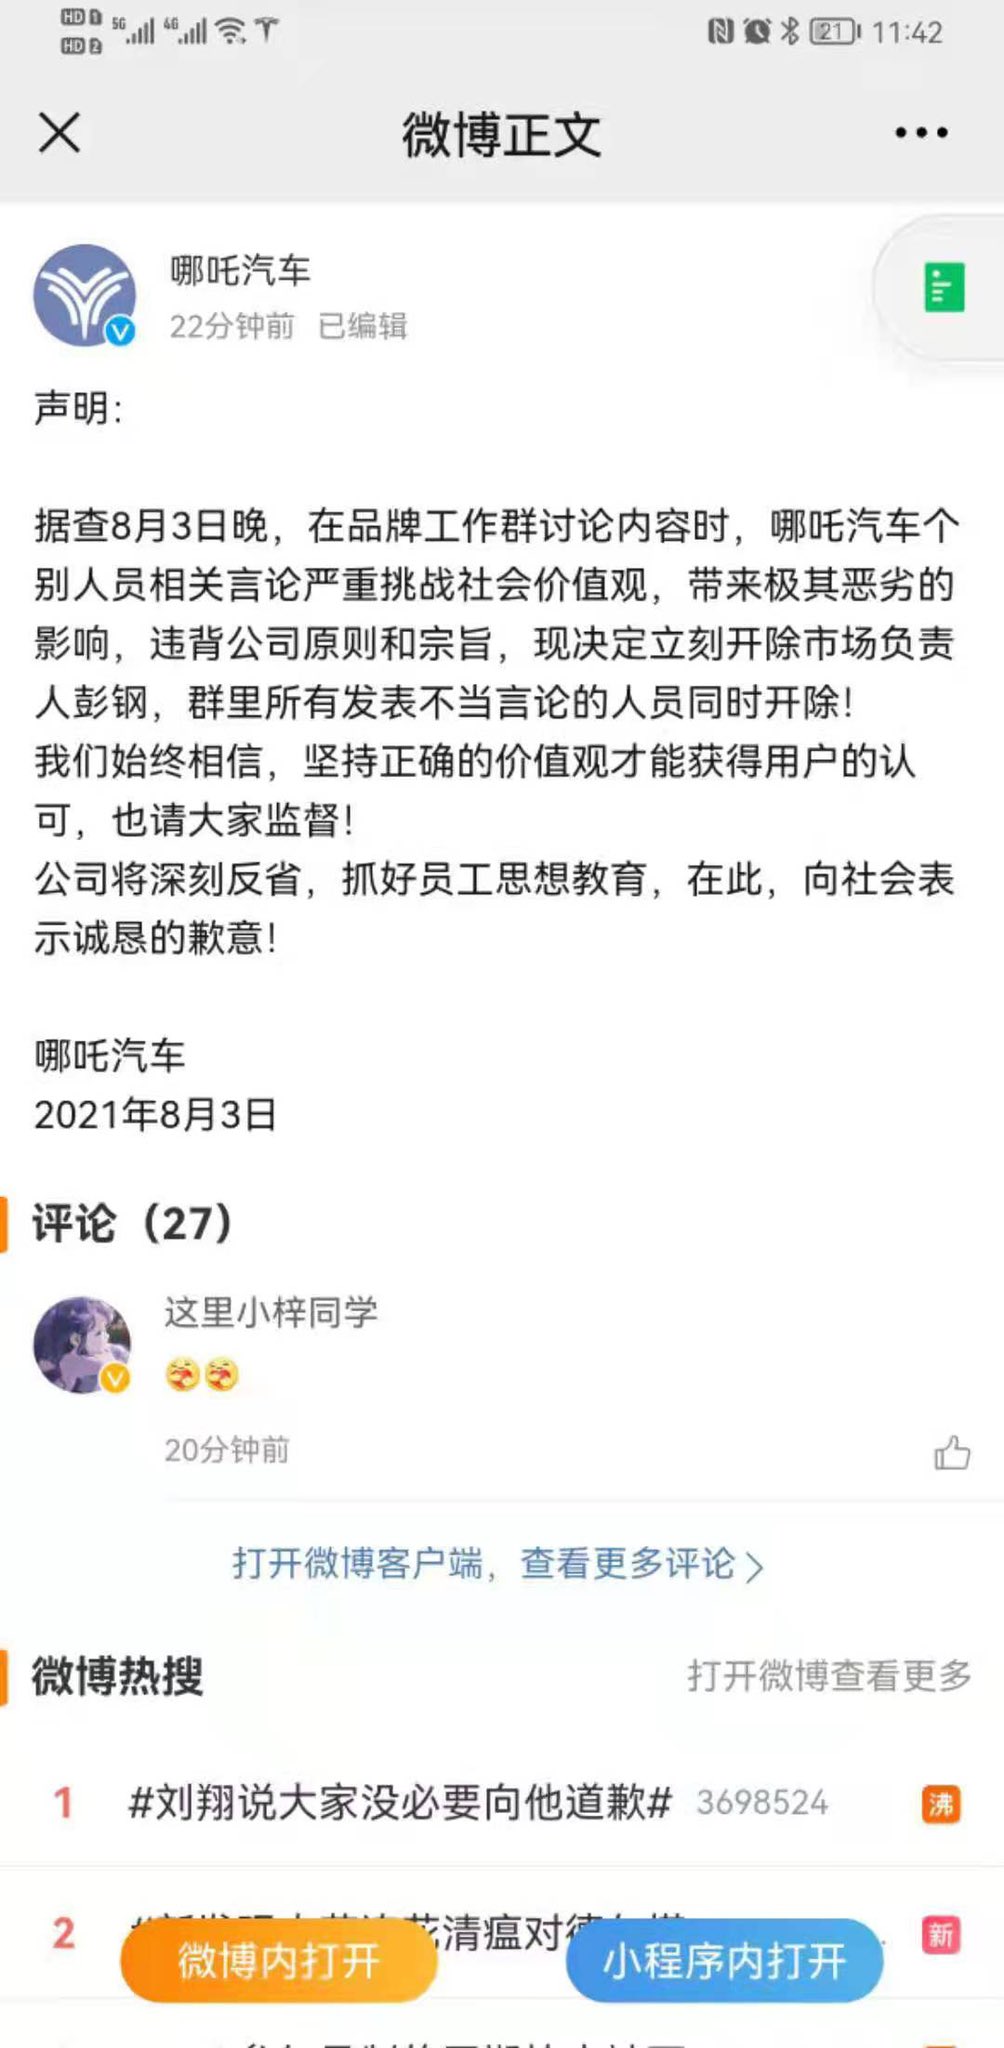 HD 1 5G 4G 21 11:42
HD 2
微博正文
哪吒汽车
22分钟前 已编辑
声明：
据查8月3日晚，在品牌工作群讨论内容时，哪吒汽车个
别人员相关言论严重挑战社会价值观，带来极其恶劣的
影响，违背公司原则和宗旨，现决定立刻开除市场负责
人彭钢，群里所有发表不当言论的人员同时开除！
我们始终相信，坚持正确的价值观才能获得用户的认
可，也请大家监督！
公司将深刻反省，抓好员工思想教育，在此，向社会表
示诚恳的歉意！
哪吒汽车
2021年8月3日
评论（27）
这里小梓同学
20分钟前
打开微博客户端，查看更多评论
微博热搜 打开微博查看更多
1 #刘翔说大家没必要向他道歉# 3698524 沸
2 花清瘟对德 新
微博内打开 小程序内打开